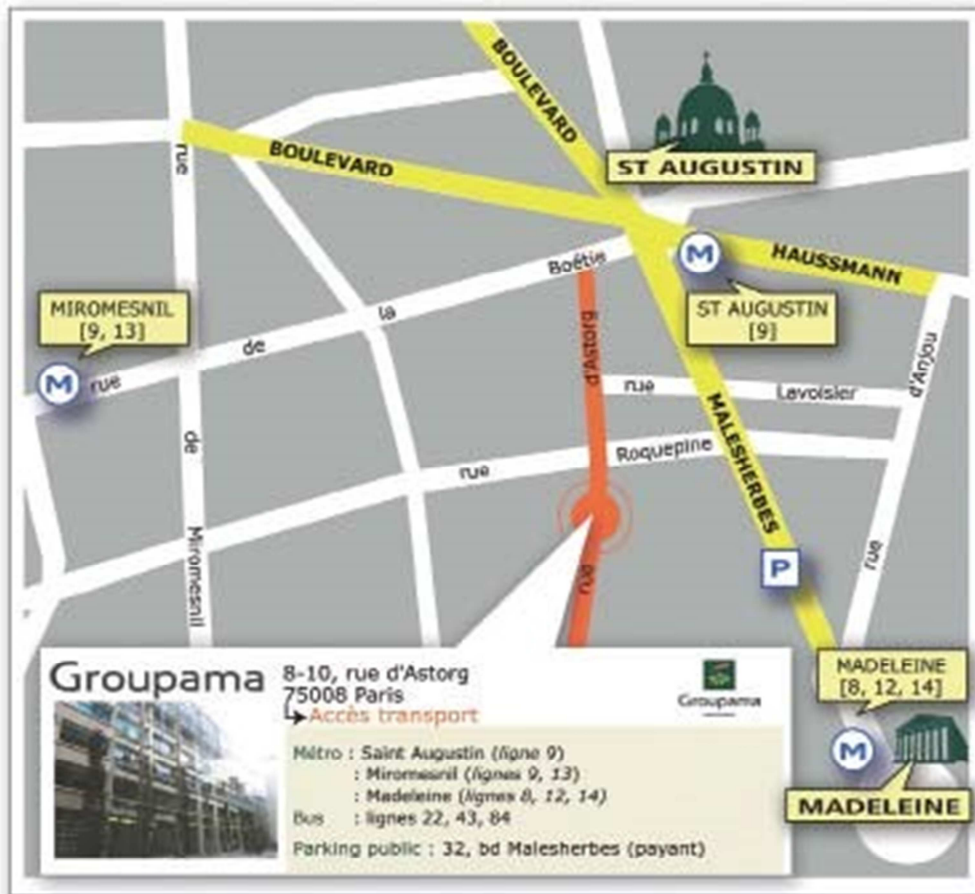 BOULEVARD
BOULEVARD
ST AUGUSTIN
rue
HAUSSMANN
Boëtie
la
de
rue
MIROMESNIL
[9, 13]
M
M
ST AUGUSTIN
[9]
d'Astorg
rue
rue Lavoisier
d'Anjou
rue
MALESHERBES
de
Miromesnil
rue Roquepine
P
MADELEINE
[8, 12, 14]
M
MADELEINE
Groupama
8-10, rue d'Astorg
75008 Paris
Accès transport
Groupama
Métro : Saint Augustin (ligne 9)
: Miromesnil (lignes 9, 13)
: Madeleine (lignes 8, 12, 14)
Bus : lignes 22, 43, 84
Parking public : 32, bd Malesherbes (payant)